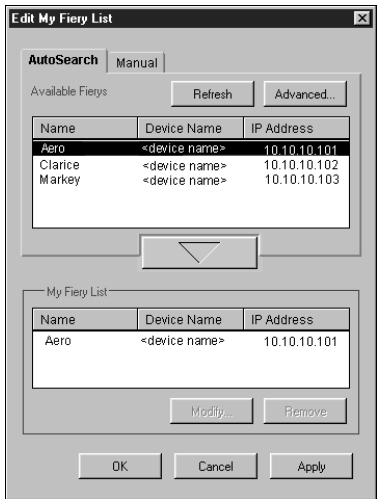 Edit My Fiery List
AutoSearch Manual
Available Fierys Refresh Advanced...
Name Device Name IP Address
Aero <device name> 10.10.10.101
Clarice <device name> 10.10.10.102
Markey <device name> 10.10.10.103
My Fiery List
Name Device Name IP Address
Aero <device name> 10.10.10.101
Modify... Remove
OK Cancel Apply